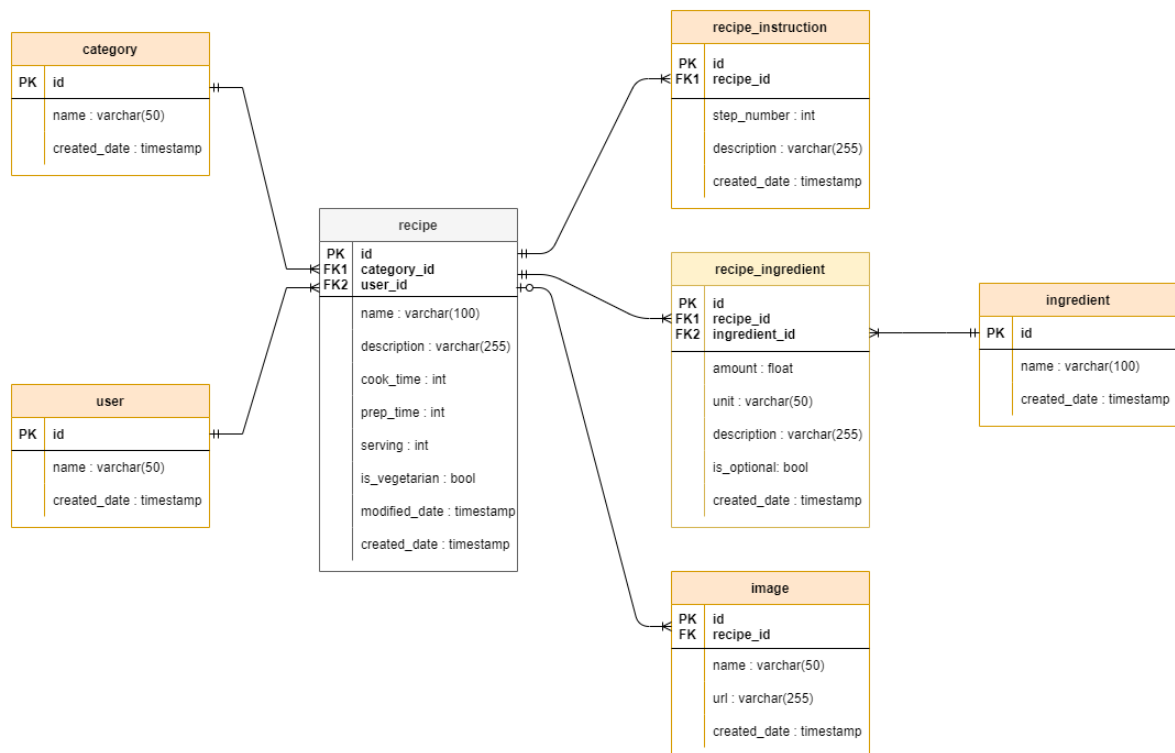 category
PK id
name : varchar(50)
created_date : timestamp
user
PK id
name : varchar(50)
created_date : timestamp
recipe
PK id
FK1 category_id
FK2 user_id
name : varchar(100)
description : varchar(255)
cook_time : int
prep_time : int
serving : int
is_vegetarian : bool
modified_date : timestamp
created_date : timestamp
recipe_instruction
PK id
FK1 recipe_id
step_number : int
description : varchar(255)
created_date : timestamp
recipe_ingredient
PK id
FK1 recipe_id
FK2 ingredient_id
amount : float
unit : varchar(50)
description : varchar(255)
is_optional: bool
created_date : timestamp
image
PK id
FK recipe_id
name : varchar(50)
url : varchar(255)
created_date : timestamp
ingredient
PK id
name : varchar(100)
created_date : timestamp